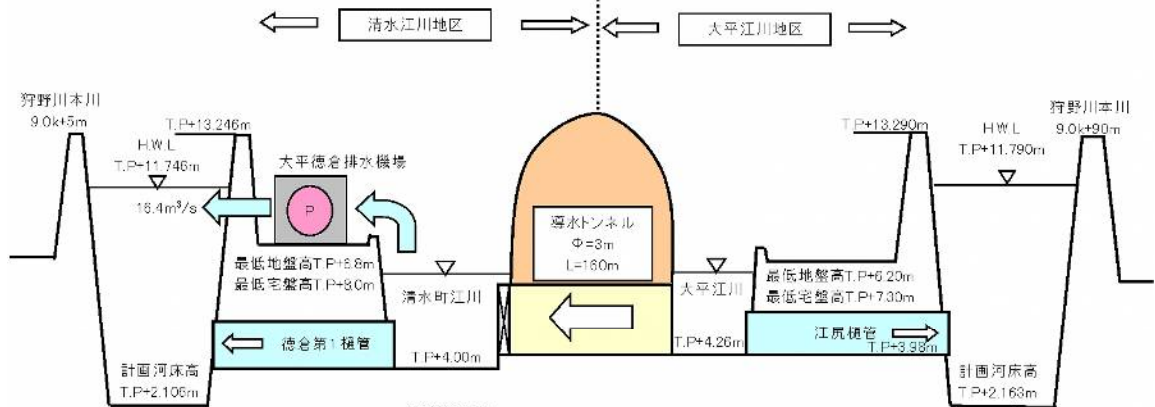 清水江川地区
大平江川地区
狩野川本川
9.0k+5m
T.P+13.246m
H.W.L
T.P+11.746m
大平徳倉排水機場
16.4m³/s
P
最低地盤高T.P+6.8m
最低宅盤高T.P+8.0m
清水町江川
徳倉第1樋管
T.P+4.00m
計画河床高
T.P+2.106m
導水トンネル
Φ=3m
L=160m
大平江川
T.P+4.26m
T.P+13.290m
狩野川本川
9.0k+90m
H.W.L
T.P+11.790m
最低地盤高T.P+6.20m
最低宅盤高T.P+7.30m
江尻樋管
T.P+3.98m
計画河床高
T.P+2.163m